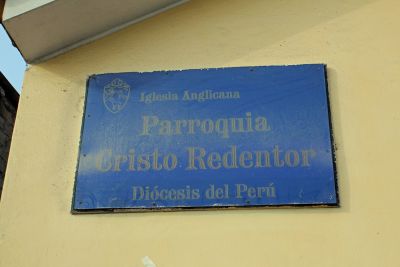 Iglesia Anglicana
Parroquia
Cristo Redentor
Diócesis del Perú